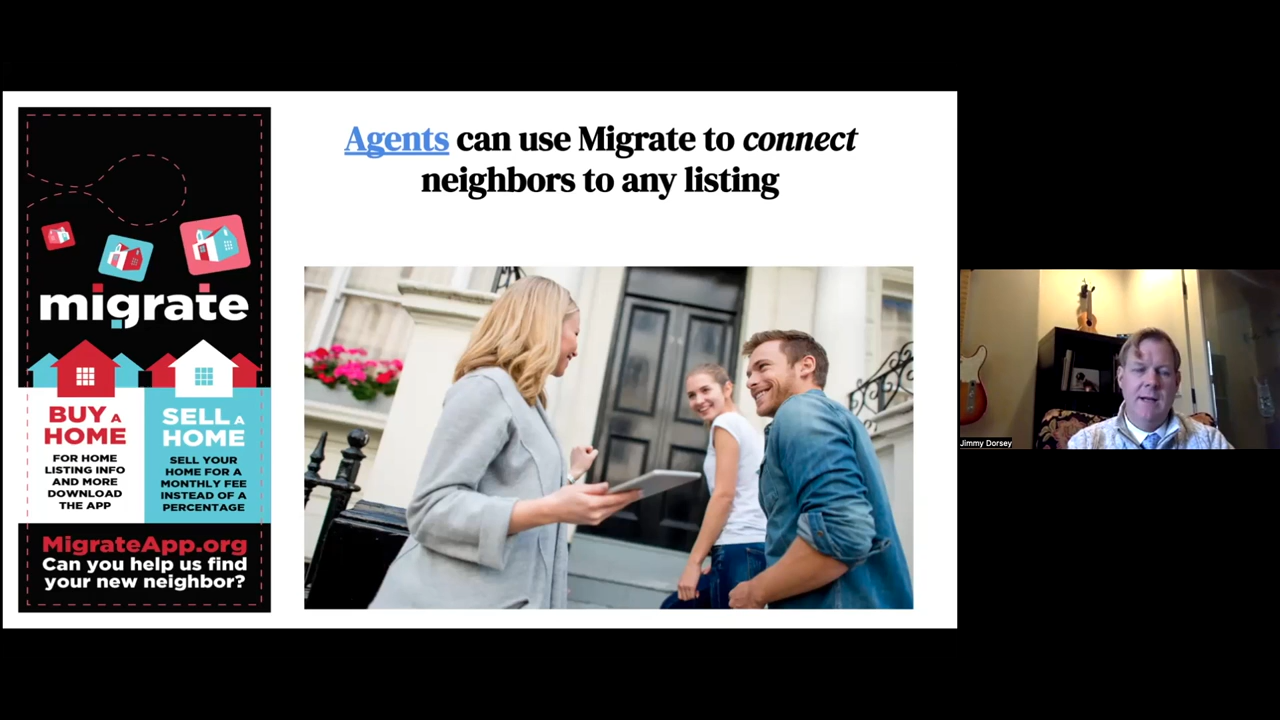 Agents can use Migrate to connect
neighbors to any listing
migrate
BUY A
HOME
FOR HOME
LISTING INFO
AND MORE
DOWNLOAD
THE APP
SELL A
HOME
SELL YOUR
HOME FOR A
MONTHLY FEE
INSTEAD OF A
PERCENTAGE
MigrateApp.org
Can you help us find
your new neighbor?
Jimmy Dorsey